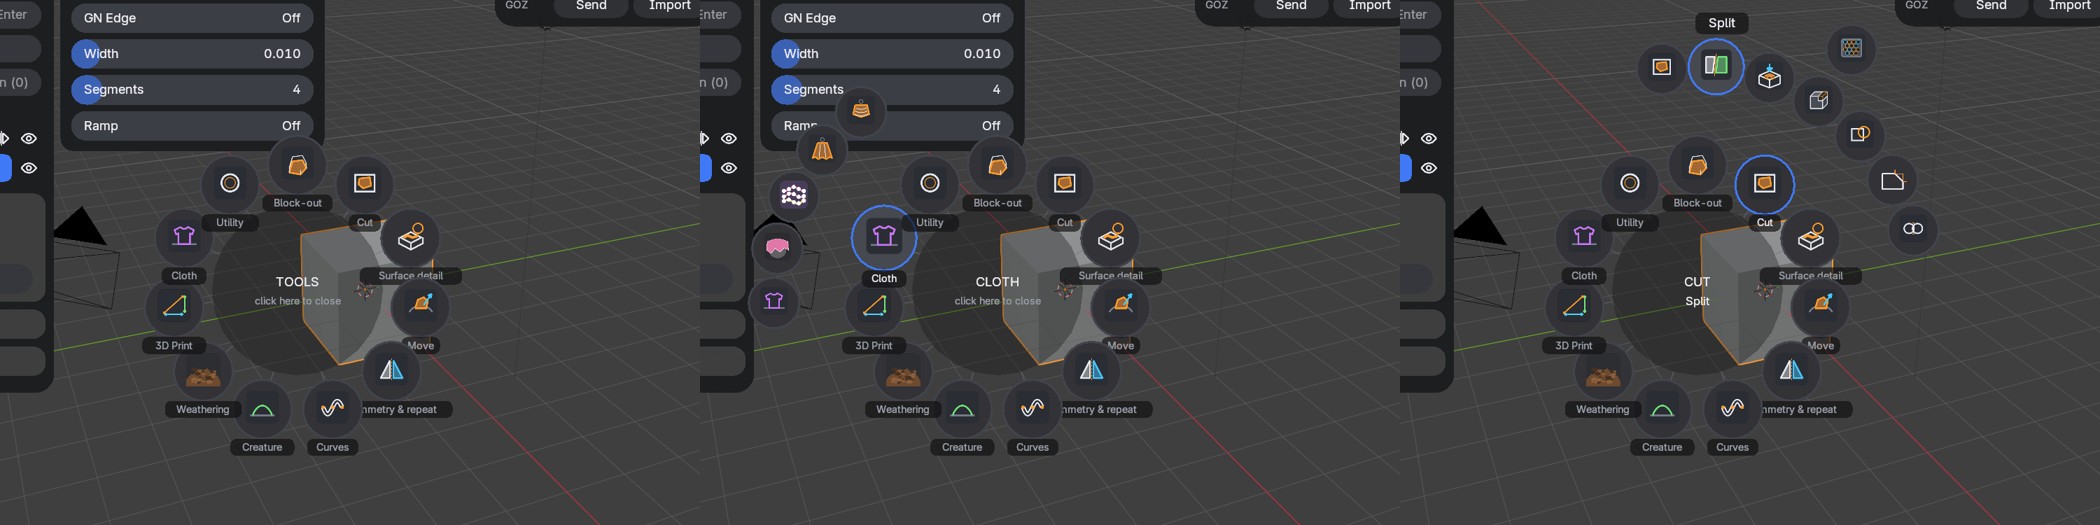 Enter
GN Edge Off
Width 0.010
n (0)
Segments 4
Ramp Off
GOZ Send Import
Block-out
Utility
Cut
Cloth
Surface detail
TOOLS
click here to close
3D Print
Move
Weathering
mmetry & repeat
Creature
Curves
Enter
GN Edge Off
Width 0.010
n (0)
Segments 4
Ramp Off
GOZ Send Import
Block-out
Utility
Cut
Cloth
Surface detail
CLOTH
click here to close
3D Print
Move
Weathering
mmetry & repeat
Creature
Curves
Enter
GOZ Send Import
Split
n (0)
Block-out
Utility
Cut
Cloth
Surface detail
CUT
Split
3D Print
Move
Weathering
mmetry & repeat
Creature
Curves